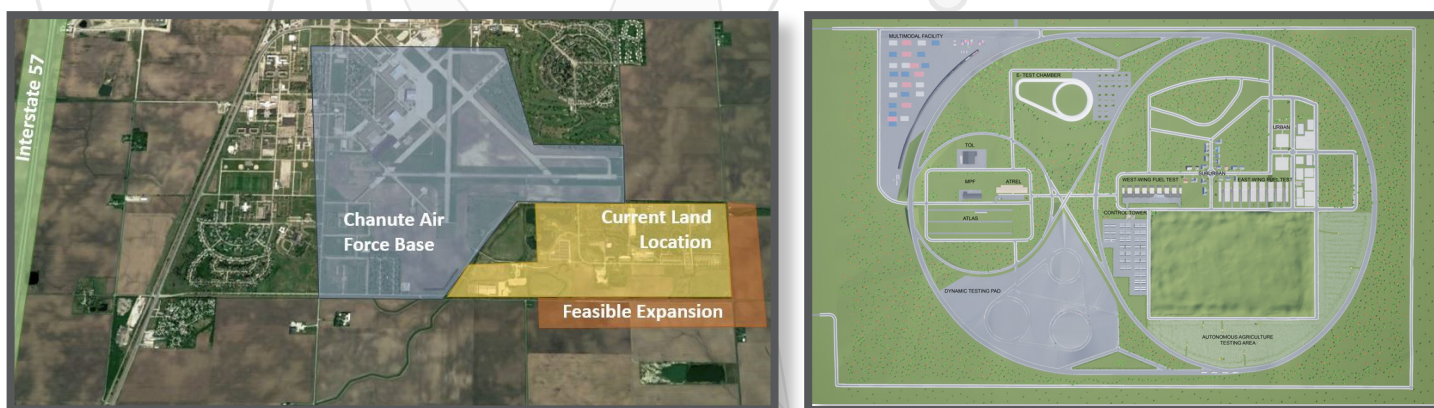 Interstate 57
Chanute Air
Force Base
Current Land
Location
Feasible Expansion
MULTIMODAL FACILITY
E- TEST CHAMBER
URBAN
TOL
SUBURBAN
MPF
ATREL
WEST-WING FUEL TEST
EAST-WING FUEL TEST
ATLAS
CONTROL TOWER
DYNAMIC TESTING PAD
AUTONOMOUS AGRICULTURE
TESTING AREA